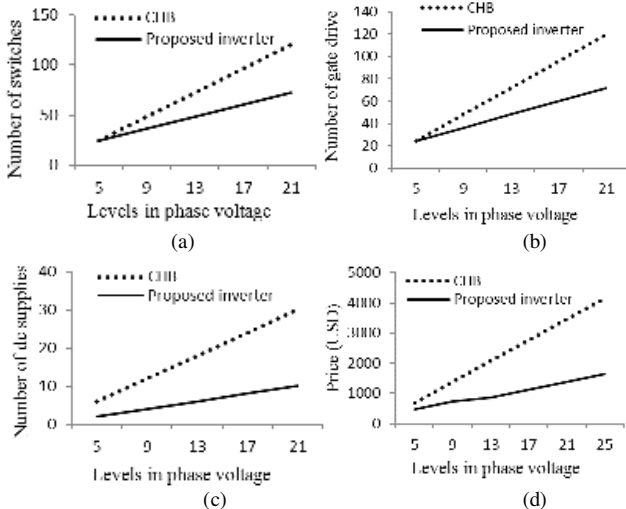 150
100
50
0
Number of switches
CHB
Proposed inverter
5 9 13 17 21
Levels in phase voltage
(a)
140
120
100
80
60
40
20
0
Number of gate drive
CHB
Proposed inverter
5 9 13 17 21
Levels in phase voltage
(b)
40
30
20
10
0
Number of dc supplies
CHB
Proposed inverter
5 9 13 17 21
Levels in phase voltage
(c)
5000
4000
3000
2000
1000
0
Price (USD)
CHB
Proposed inverter
5 9 13 17 21 25
Levels in phase voltage
(d)